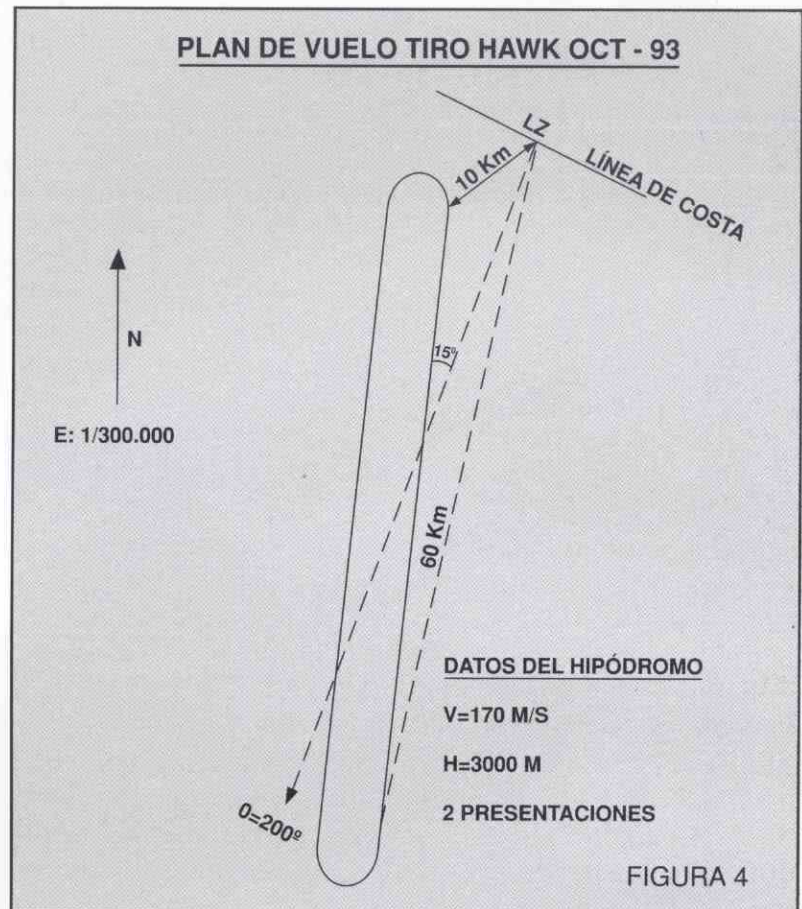 PLAN DE VUELO TIRO HAWK OCT - 93
LZ
10 Km
LÍNEA DE COSTA
N
15º
E: 1/300.000
60 Km
DATOS DEL HIPÓDROMO
V=170 M/S
H=3000 M
0=200º
2 PRESENTACIONES
FIGURA 4